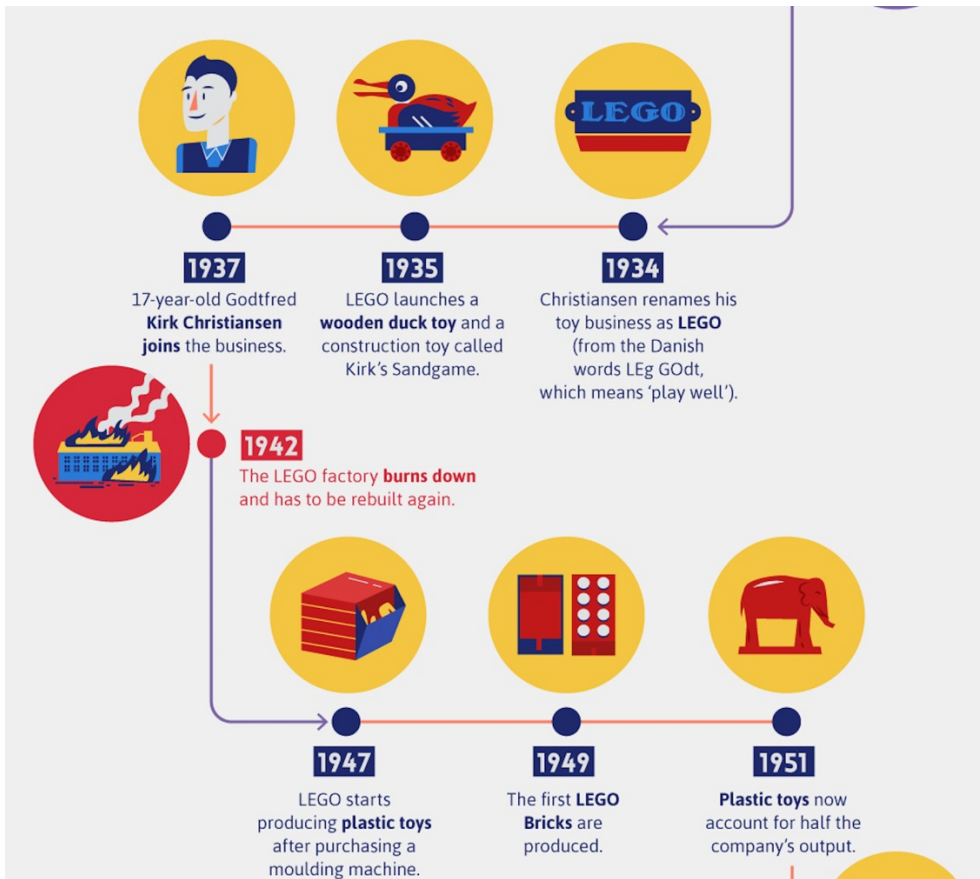 LEGO
1937
17-year-old Godtfred
Kirk Christiansen
joins the business.
1935
LEGO launches a
wooden duck toy and a
construction toy called
Kirk's Sandgame.
1934
Christiansen renames his
toy business as LEGO
(from the Danish
words LEg GOdt,
which means ‘play well’).
1942
The LEGO factory burns down
and has to be rebuilt again.
1947
LEGO starts
producing plastic toys
after purchasing a
moulding machine.
1949
The first LEGO
Bricks are
produced.
1951
Plastic toys now
account for half the
company's output.